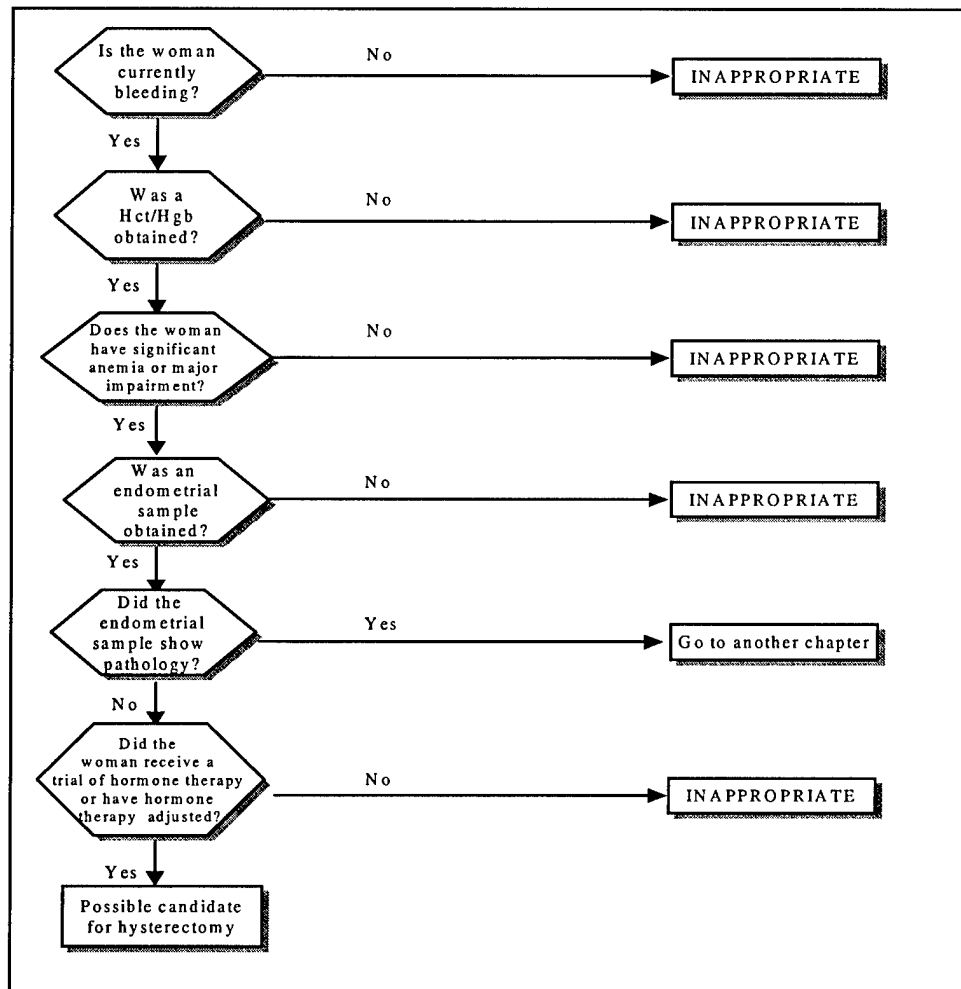 Is the woman
currently
bleeding?
No
INAPPROPRIATE
Yes
Was a
Hct/Hgb
obtained?
No
INAPPROPRIATE
Yes
Does the woman
have significant
anemia or major
impairment?
No
INAPPROPRIATE
Yes
Was an
endometrial
sample
obtained?
No
INAPPROPRIATE
Yes
Did the
endometrial
sample show
pathology?
Yes
Go to another chapter
No
Did the
woman receive a
trial of hormone therapy
or have hormone
therapy adjusted?
No
INAPPROPRIATE
Yes
Possible candidate
for hysterectomy